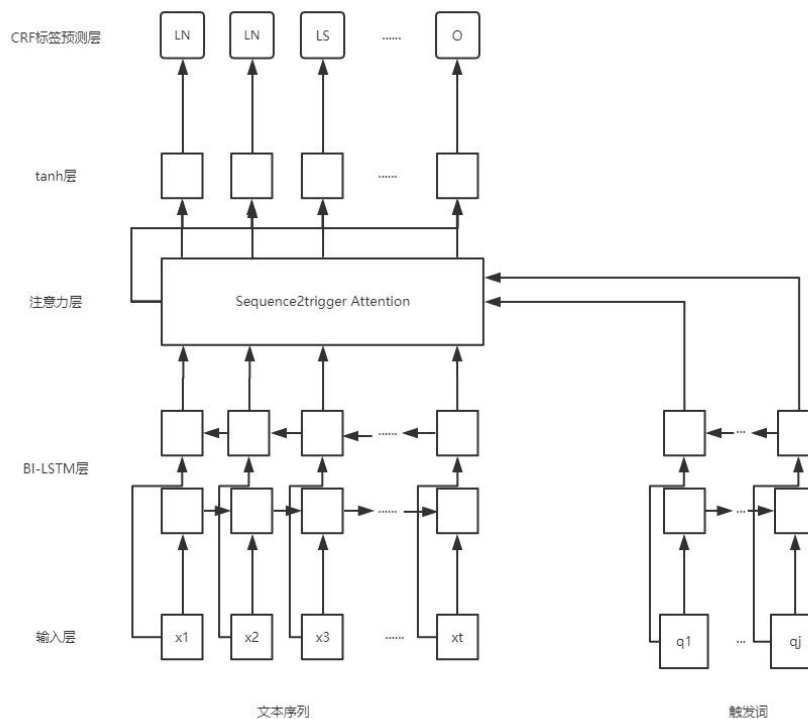 CRF标签预测层 LN LN LS ...... O
tanh层 ......
注意力层 Sequence2trigger Attention
BI-LSTM层
...... ...
...... ...
输入层 x1 x2 x3 ...... xt q1 ... qj
文本序列 触发词